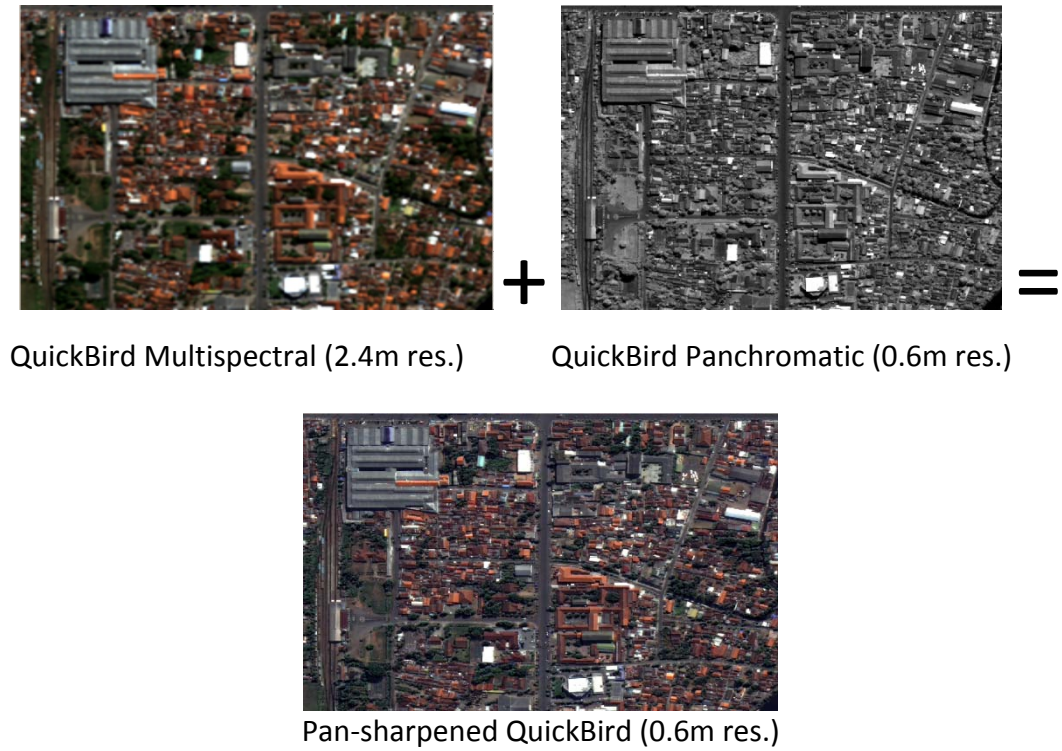 +
=
QuickBird Multispectral (2.4m res.)
QuickBird Panchromatic (0.6m res.)
Pan-sharpened QuickBird (0.6m res.)